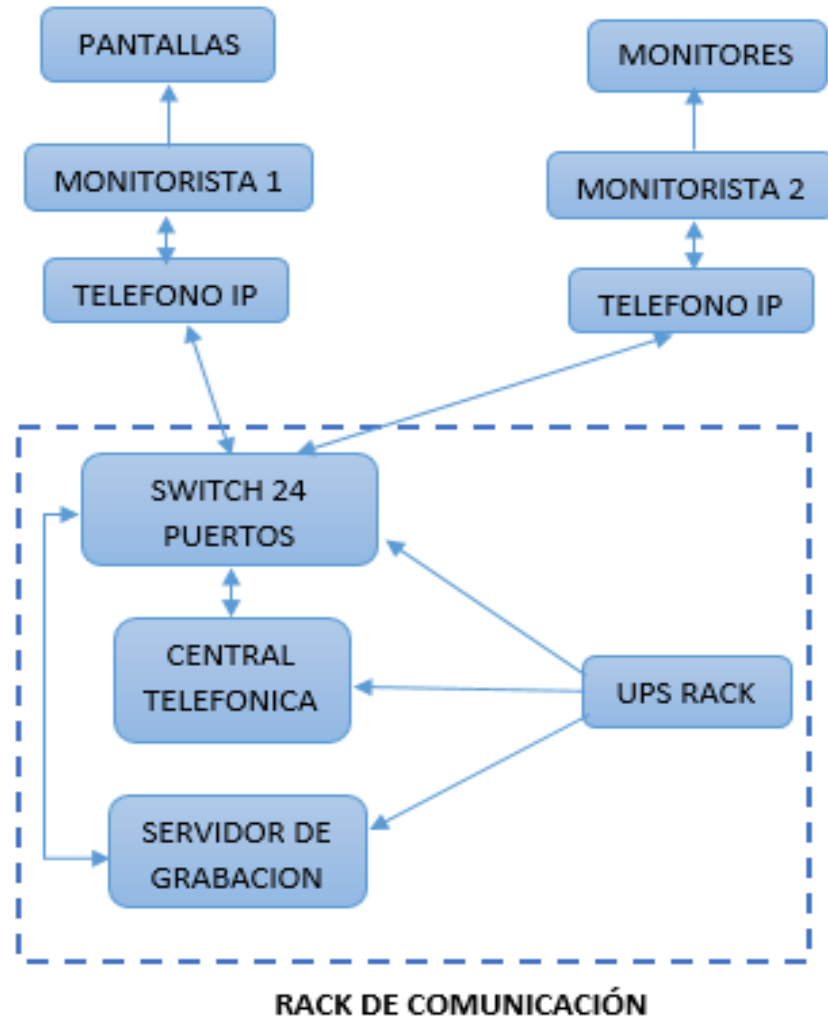 PANTALLAS
MONITORES
MONITORISTA 1
MONITORISTA 2
TELEFONO IP
TELEFONO IP
SWITCH 24
PUERTOS
CENTRAL
TELEFONICA
UPS RACK
SERVIDOR DE
GRABACION
RACK DE COMUNICACIÓN